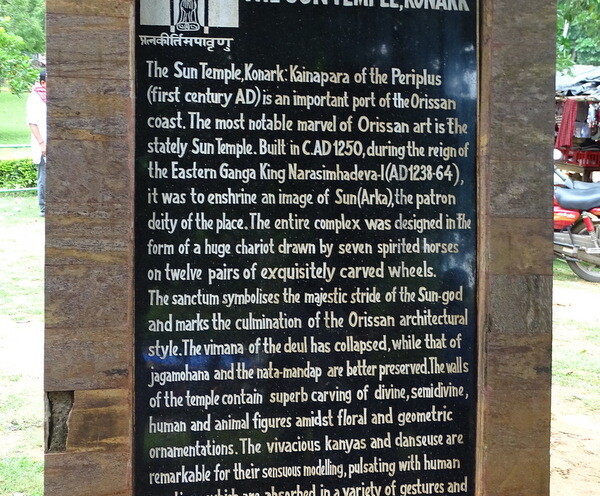 THE SUN TEMPLE, KONARK
प्रत्नकीर्तिमपावृणु
The Sun Temple, Konark: Kainapara of the Periplus
(first century AD) is an important port of the Orissan
coast. The most notable marvel of Orissan art is the
stately Sun Temple. Built in C.AD 1250, during the reign of
the Eastern Ganga King Narasimhadeva-I (AD 1238-64),
it was to enshrine an image of Sun (Arka), the patron
deity of the place. The entire complex was designed in the
form of a huge chariot drawn by seven spirited horses
on twelve pairs of exquisitely carved wheels.
The sanctum symbolises the majestic stride of the Sun-god
and marks the culmination of the Orissan architectural
style. The vimana of the deul has collapsed, while that of
jagamohana and the nata-mandap are better preserved. The walls
of the temple contain superb carving of divine, semidivine,
human and animal figures amidst floral and geometric
ornamentations. The vivacious kanyas and danseuse are
remarkable for their sensuous modelling, pulsating with human
which are absorbed in a variety of gestures and